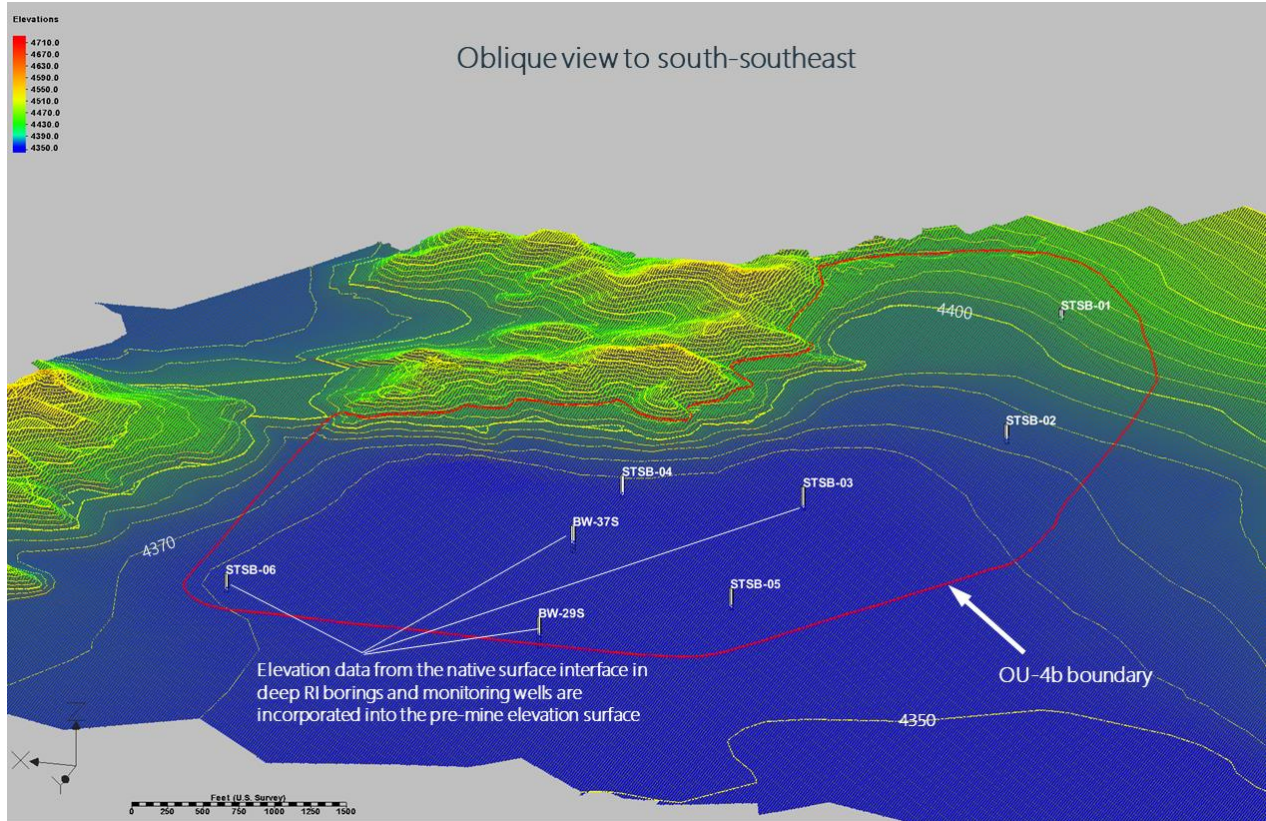 Elevations
4710.0
4670.0
4630.0
4590.0
4550.0
4510.0
4470.0
4430.0
4390.0
4350.0
Oblique view to south-southeast
STSB-01
4400
STSB-02
STSB-04
STSB-03
BW-37S
4370
STSB-06
STSB-05
BW-29S
Elevation data from the native surface interface in
deep RI borings and monitoring wells are
incorporated into the pre-mine elevation surface
OU-4b boundary
4350
Z
X
Y
Feet (U.S. Survey)
0 250 500 750 1000 1250 1500